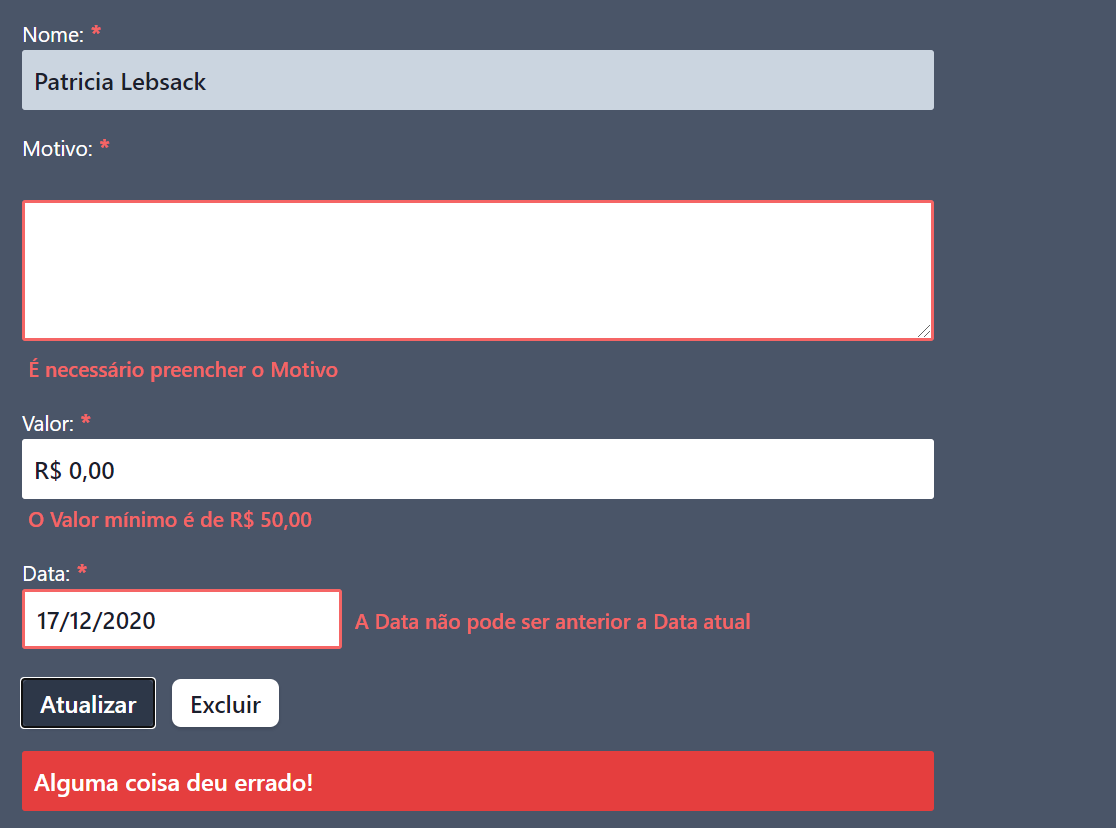 Nome: *
Patricia Lebsack
Motivo: *
É necessário preencher o Motivo
Valor: *
R$ 0,00
O Valor mínimo é de R$ 50,00
Data: *
17/12/2020 A Data não pode ser anterior a Data atual
Atualizar Excluir
Alguma coisa deu errado!